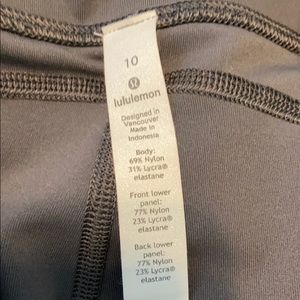 10
lululemon
Designed in
Vancouver
Made in
Indonesia
Body:
69% Nylon
31% Lycra®
elastane
Front lower
panel:
77% Nylon
23% Lycra®
elastane
Back lower
panel:
77% Nylon
23% Lycra®
elastane